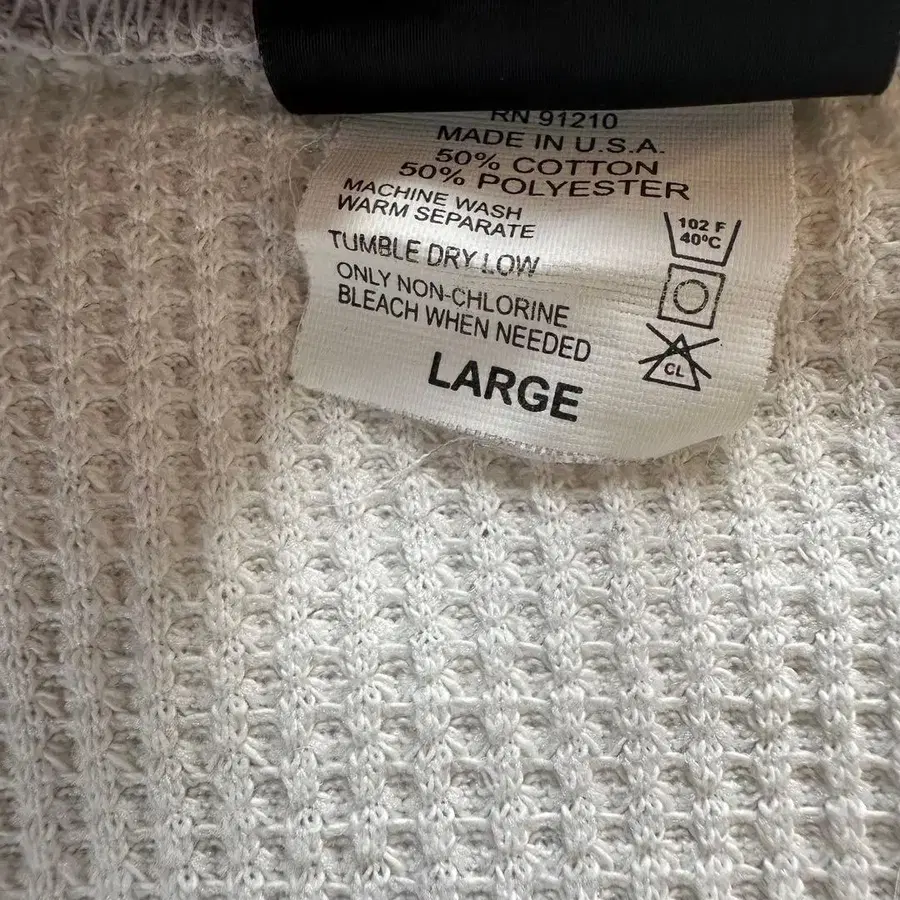 RN 91210
MADE IN U.S.A.
50% COTTON
50% POLYESTER
MACHINE WASH
WARM SEPARATE
TUMBLE DRY LOW
ONLY NON-CHLORINE
BLEACH WHEN NEEDED
LARGE
102 F
40ºC
CL